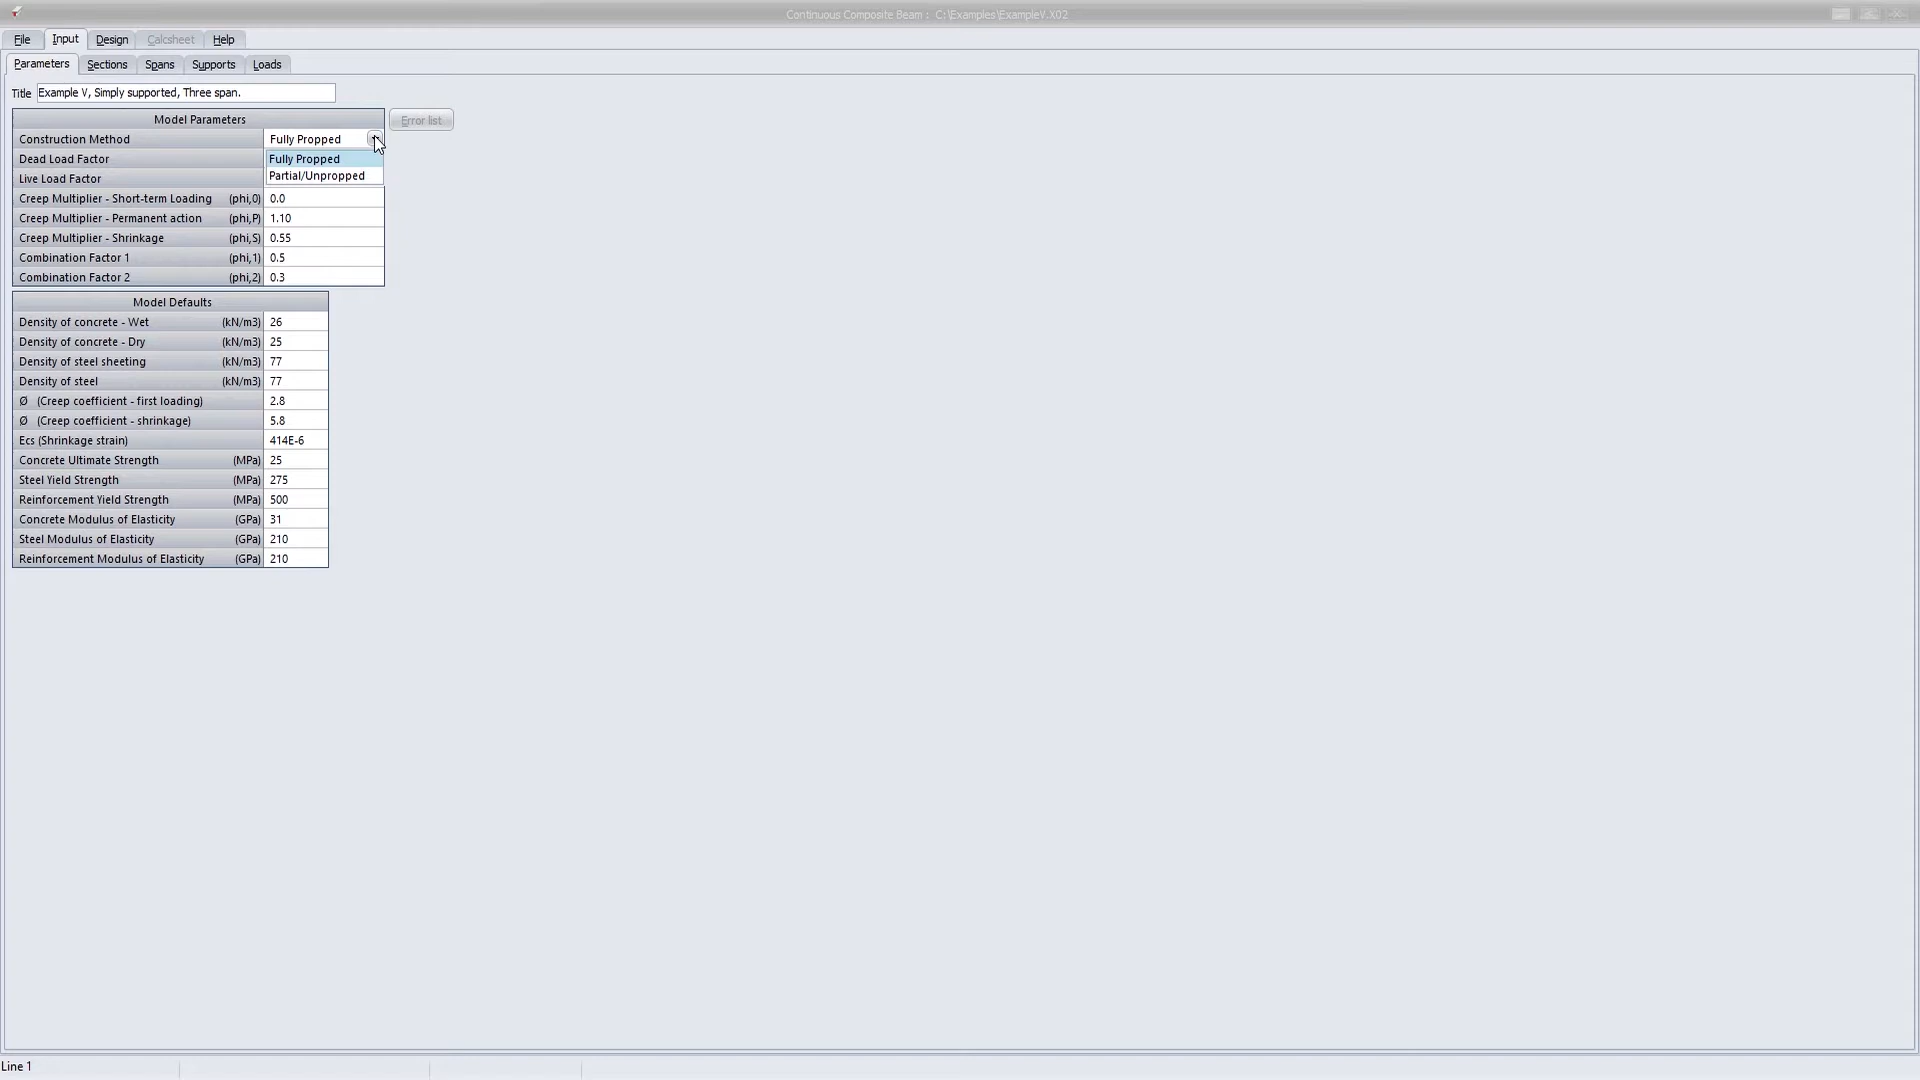 Continuous Composite Beam : C:\Examples\ExampleV.X02
File Input Design Calcsheet Help
Parameters Sections Spans Supports Loads
Title Example V, Simply supported, Three span.
Model Parameters Error list
Construction Method Fully Propped
Dead Load Factor Fully Propped
Partial/Unpropped
Live Load Factor
Creep Multiplier - Short-term Loading (phi,0) 0.0
Creep Multiplier - Permanent action (phi,P) 1.10
Creep Multiplier - Shrinkage (phi,S) 0.55
Combination Factor 1 (phi,1) 0.5
Combination Factor 2 (phi,2) 0.3
Model Defaults
Density of concrete - Wet (kN/m3) 26
Density of concrete - Dry (kN/m3) 25
Density of steel sheeting (kN/m3) 77
Density of steel (kN/m3) 77
Ø (Creep coefficient - first loading) 2.8
Ø (Creep coefficient - shrinkage) 5.8
Ecs (Shrinkage strain) 414E-6
Concrete Ultimate Strength (MPa) 25
Steel Yield Strength (MPa) 275
Reinforcement Yield Strength (MPa) 500
Concrete Modulus of Elasticity (GPa) 31
Steel Modulus of Elasticity (GPa) 210
Reinforcement Modulus of Elasticity (GPa) 210
Line 1